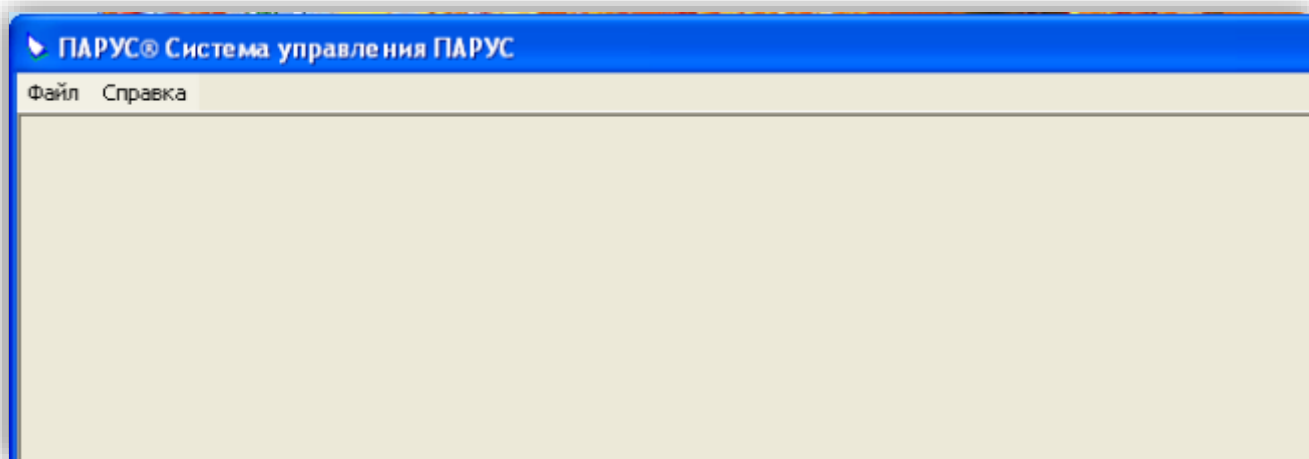 ПАРУС® Система управления ПАРУС
Файл Справка